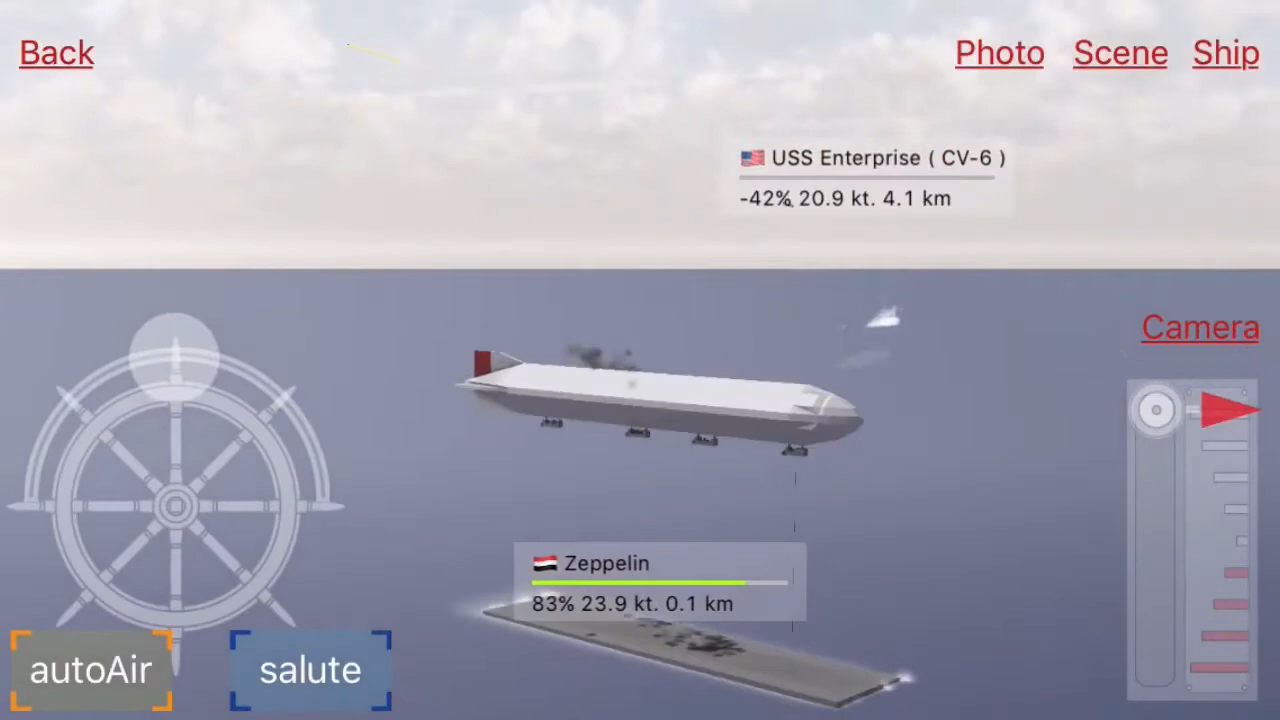 Back
Photo Scene Ship
USS Enterprise ( CV-6 )
-42% 20.9 kt. 4.1 km
Camera
Zeppelin
83% 23.9 kt. 0.1 km
autoAir
salute